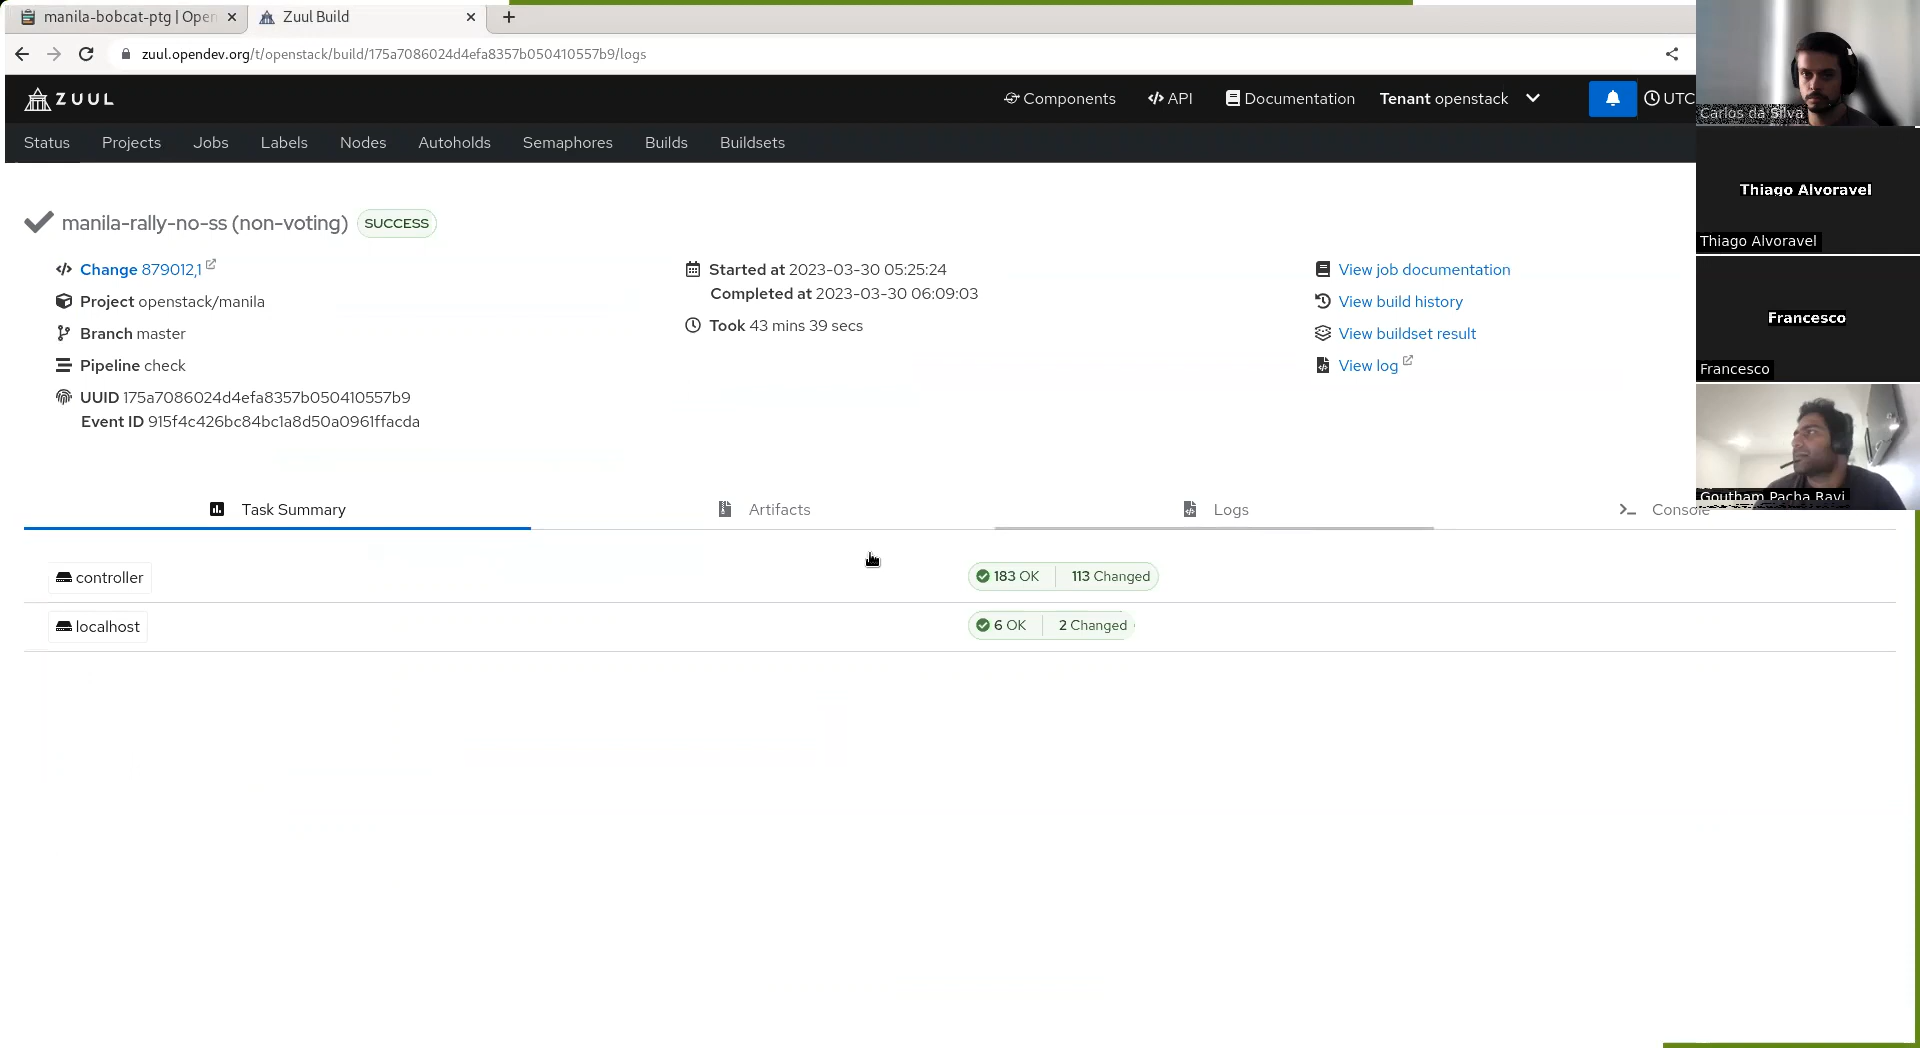 manila-bobcat-ptg | Open
Zuul Build
zuul.opendev.org/t/openstack/build/175a7086024d4efa8357b050410557b9/logs
ZUUL
Components
API
Documentation
Tenant openstack
UTC
Status
Projects
Jobs
Labels
Nodes
Autoholds
Semaphores
Builds
Buildsets
manila-rally-no-ss (non-voting)
SUCCESS
Change 879012,1
Project openstack/manila
Branch master
Pipeline check
UUID 175a7086024d4efa8357b050410557b9
Event ID 915f4c426bc84bc1a8d50a0961ffacda
Started at 2023-03-30 05:25:24
Completed at 2023-03-30 06:09:03
Took 43 mins 39 secs
View job documentation
View build history
View buildset result
View log
Task Summary
Artifacts
Logs
Console
controller
183 OK
113 Changed
localhost
6 OK
2 Changed
Carlos da Silva
Thiago Alvoravel
Thiago Alvoravel
Francesco
Francesco
Goutham Pacha Ravi